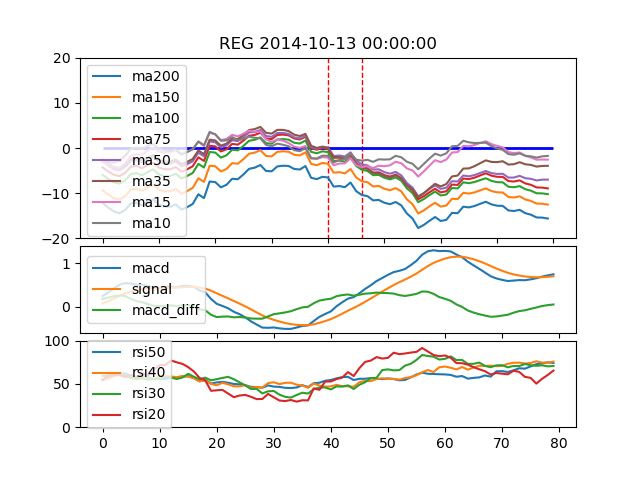 REG 2014-10-13 00:00:00
20
10
0
−10
−20
ma200
ma150
ma100
ma75
ma50
ma35
ma15
ma10
1
0
macd
signal
macd_diff
100
50
0
rsi50
rsi40
rsi30
rsi20
0 10 20 30 40 50 60 70 80